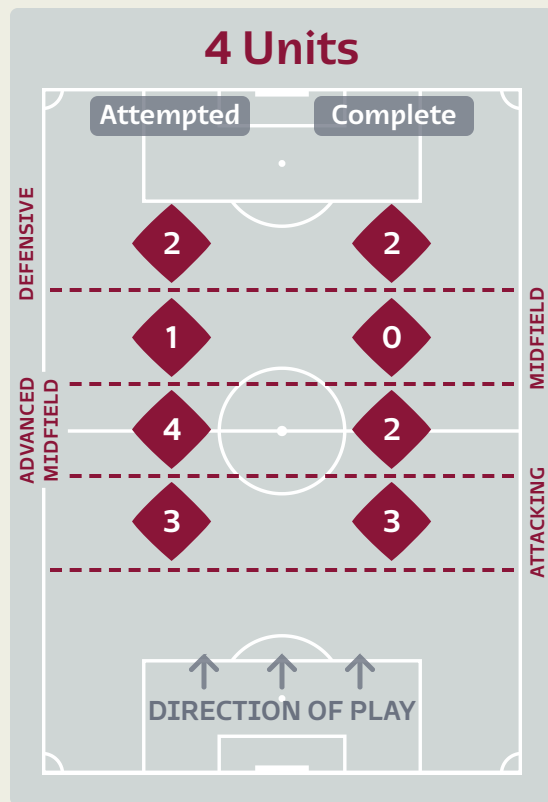 4 Units
Attempted Complete
DEFENSIVE
2 2
MIDFIELD
1 0
ADVANCED
MIDFIELD
4 2
ATTACKING
3 3
DIRECTION OF PLAY